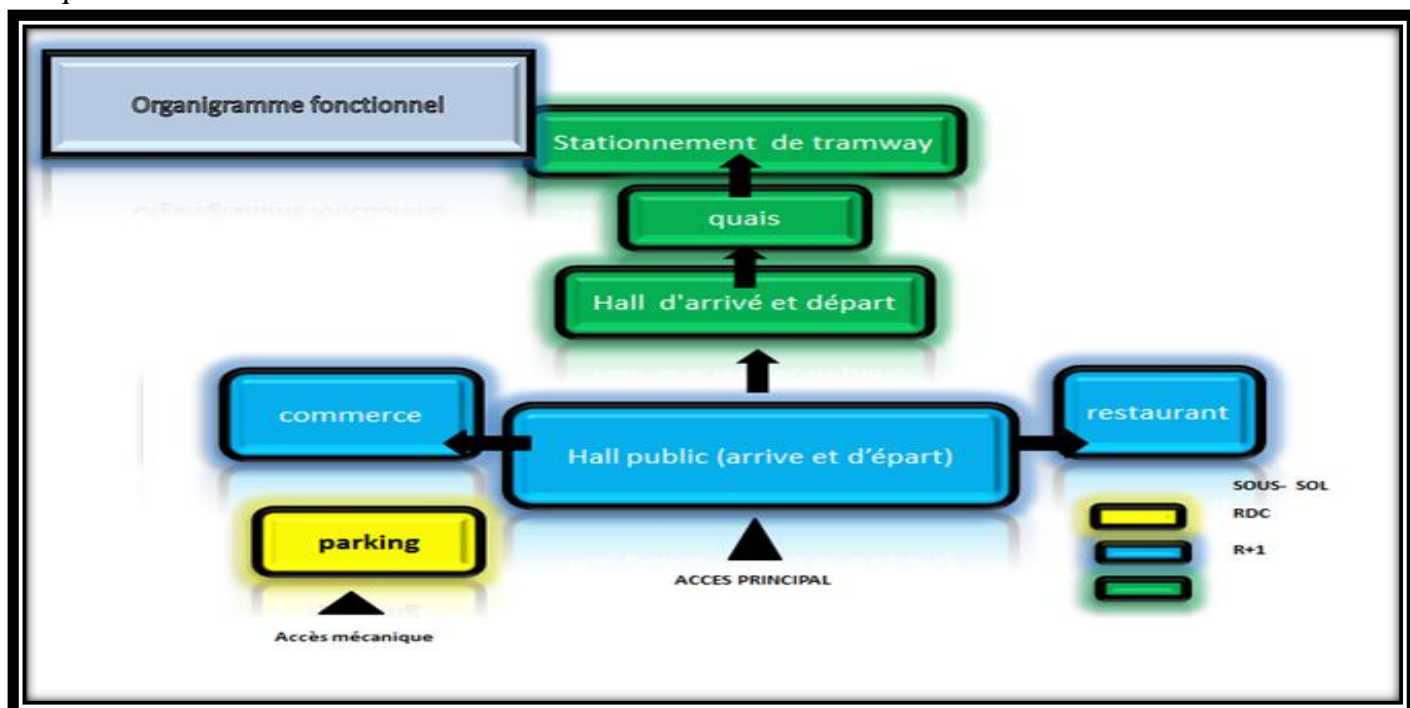 Organigramme fonctionnel
Stationnement de tramway
quais
Hall d'arrivé et départ
commerce
Hall public (arrive et d'épart)
restaurant
parking
ACCES PRINCIPAL
Accès mécanique
SOUS- SOL
RDC
R+1